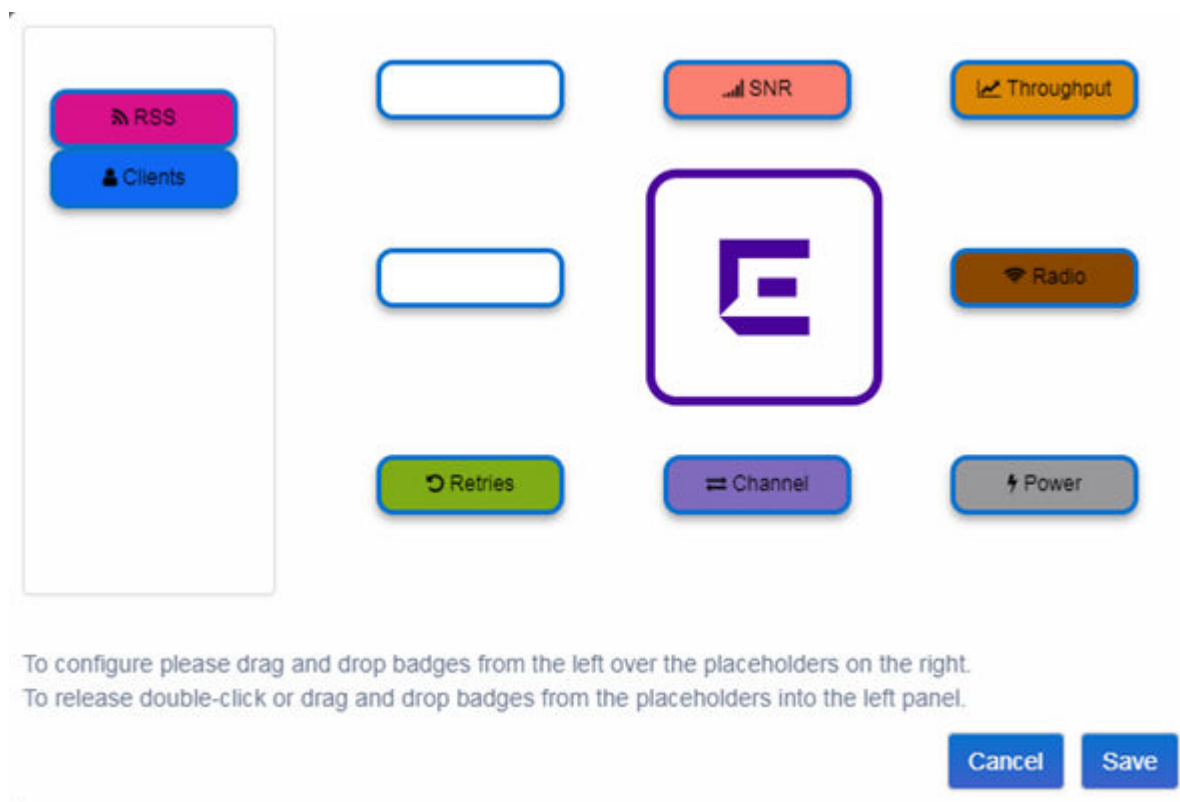 RSS
Clients
SNR
Throughput
Radio
Retries
Channel
Power
To configure please drag and drop badges from the left over the placeholders on the right.
To release double-click or drag and drop badges from the placeholders into the left panel.
Cancel
Save